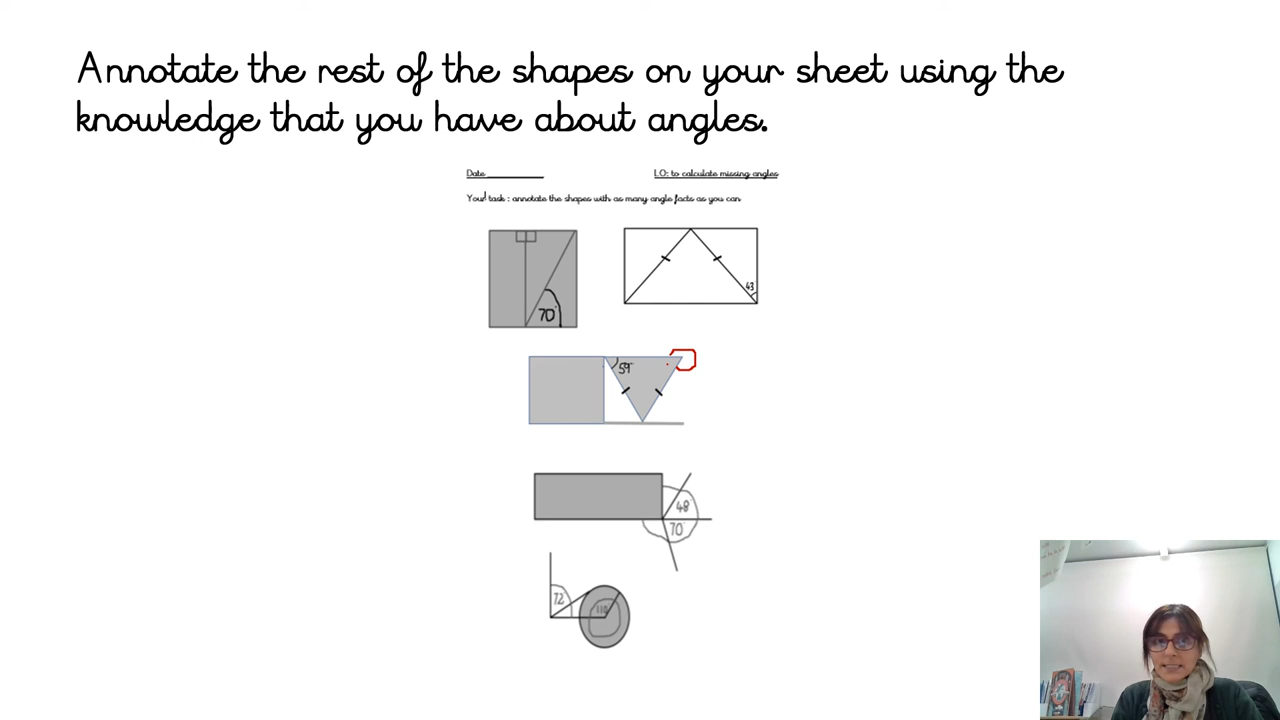 Annotate the rest of the shapes on your sheet using the
knowledge that you have about angles.
Date
LO: to calculate missing angles
Your task : annotate the shapes with as many angle facts as you can
70°
43
59°
48°
70°
72°
110